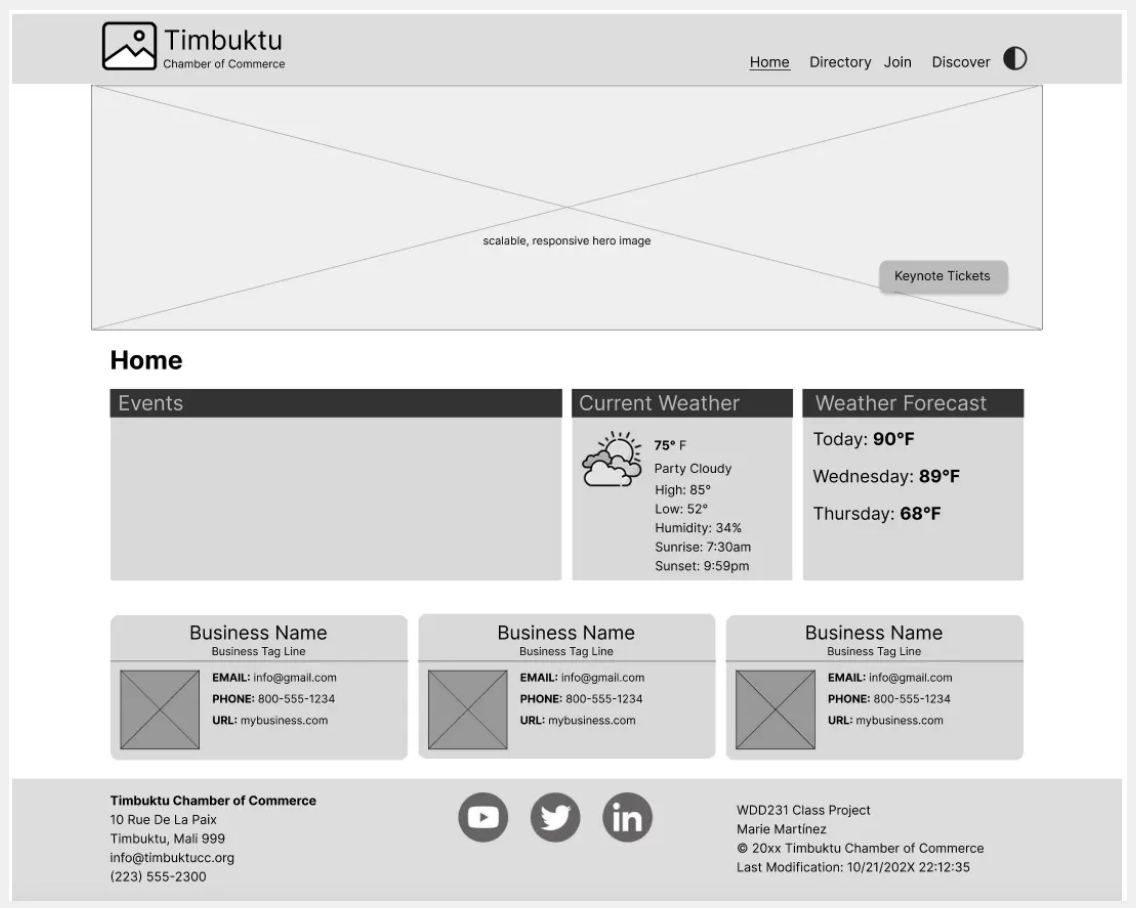 Timbuktu
Chamber of Commerce
Home Directory Join Discover
scalable, responsive hero image
Keynote Tickets
Home
Events
Current Weather
75° F
Party Cloudy
High: 85°
Low: 52°
Humidity: 34%
Sunrise: 7:30am
Sunset: 9:59pm
Weather Forecast
Today: 90°F
Wednesday: 89°F
Thursday: 68°F
Business Name
Business Tag Line
EMAIL: info@gmail.com
PHONE: 800-555-1234
URL: mybusiness.com
Business Name
Business Tag Line
EMAIL: info@gmail.com
PHONE: 800-555-1234
URL: mybusiness.com
Business Name
Business Tag Line
EMAIL: info@gmail.com
PHONE: 800-555-1234
URL: mybusiness.com
Timbuktu Chamber of Commerce
10 Rue De La Paix
Timbuktu, Mali 999
info@timbuktucc.org
(223) 555-2300
in
WDD231 Class Project
Marie Martínez
© 20xx Timbuktu Chamber of Commerce
Last Modification: 10/21/202X 22:12:35